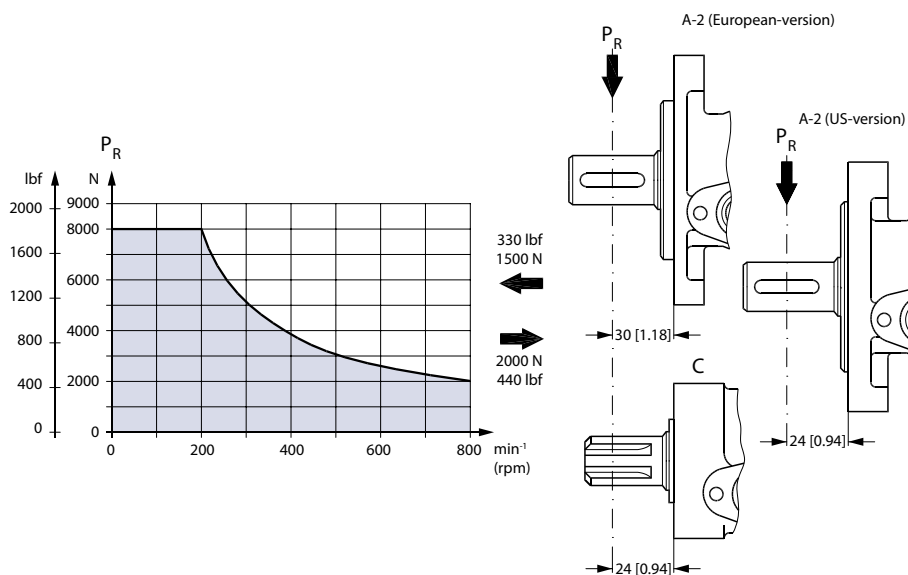 A-2 (European-version)
P_R
A-2 (US-version)
P_R
P_R
lbf
N
2000
9000
8000
1600
6000
1200
4000
800
2000
400
0
0
0
200
400
600
800
min⁻¹
(rpm)
330 lbf
1500 N
2000 N
440 lbf
30 [1.18]
C
24 [0.94]
24 [0.94]